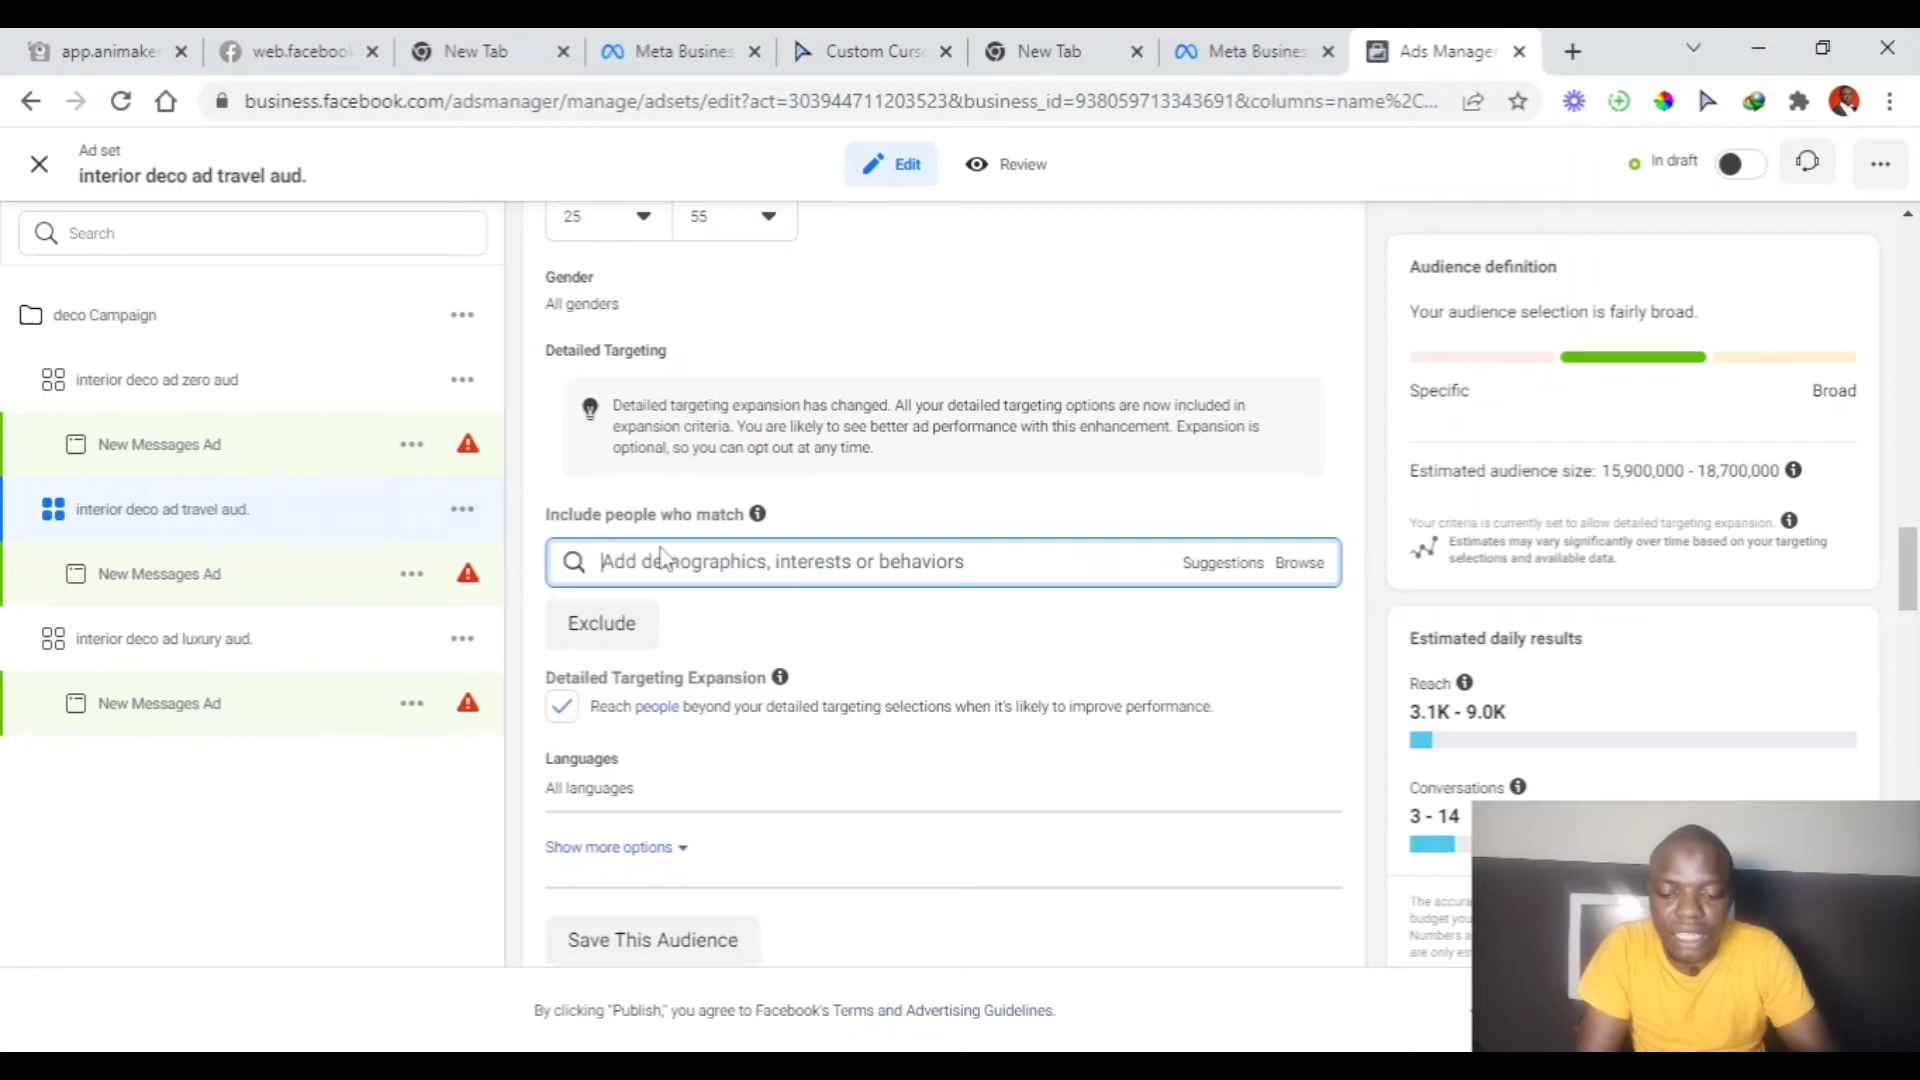 app.animaker
web.facebook
New Tab
Meta Busines
Custom Curs
New Tab
Meta Busines
Ads Manager
business.facebook.com/adsmanager/manage/adsets/edit?act=303944711203523&business_id=938059713343691&columns=name%2C...
Ad set
interior deco ad travel aud.
Edit
Review
In draft
Search
deco Campaign
interior deco ad zero aud
New Messages Ad
interior deco ad travel aud.
New Messages Ad
interior deco ad luxury aud.
New Messages Ad
25
55
Gender
All genders
Detailed Targeting
Detailed targeting expansion has changed. All your detailed targeting options are now included in
expansion criteria. You are likely to see better ad performance with this enhancement. Expansion is
optional, so you can opt out at any time.
Include people who match
Add demographics, interests or behaviors
Suggestions
Browse
Exclude
Detailed Targeting Expansion
Reach people beyond your detailed targeting selections when it's likely to improve performance.
Languages
All languages
Show more options
Save This Audience
By clicking "Publish," you agree to Facebook's Terms and Advertising Guidelines.
Audience definition
Your audience selection is fairly broad.
Specific
Broad
Estimated audience size: 15,900,000 - 18,700,000
Your criteria is currently set to allow detailed targeting expansion.
Estimates may vary significantly over time based on your targeting
selections and available data.
Estimated daily results
Reach
3.1K - 9.0K
Conversations
3 - 14
The accura
budget you
Numbers a
are only es